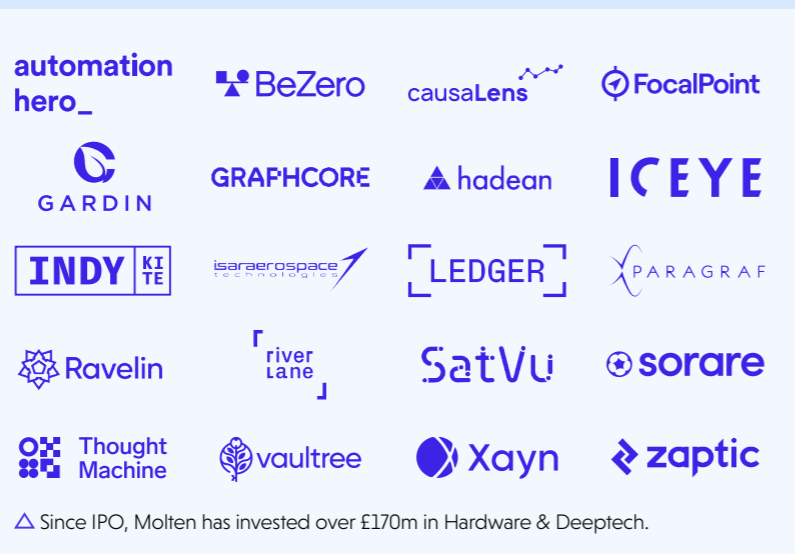 automation
hero_
BeZero
causaLens
FocalPoint
GARDIN
GRAPHCORE
hadean
ICEYE
INDY
KI
TE
isaraerospace
technologies
LEDGER
PARAGRAF
Ravelin
river
Lane
SatVu
sorare
Thought
Machine
vaultree
Xayn
zaptic
Since IPO, Molten has invested over £170m in Hardware & Deeptech.